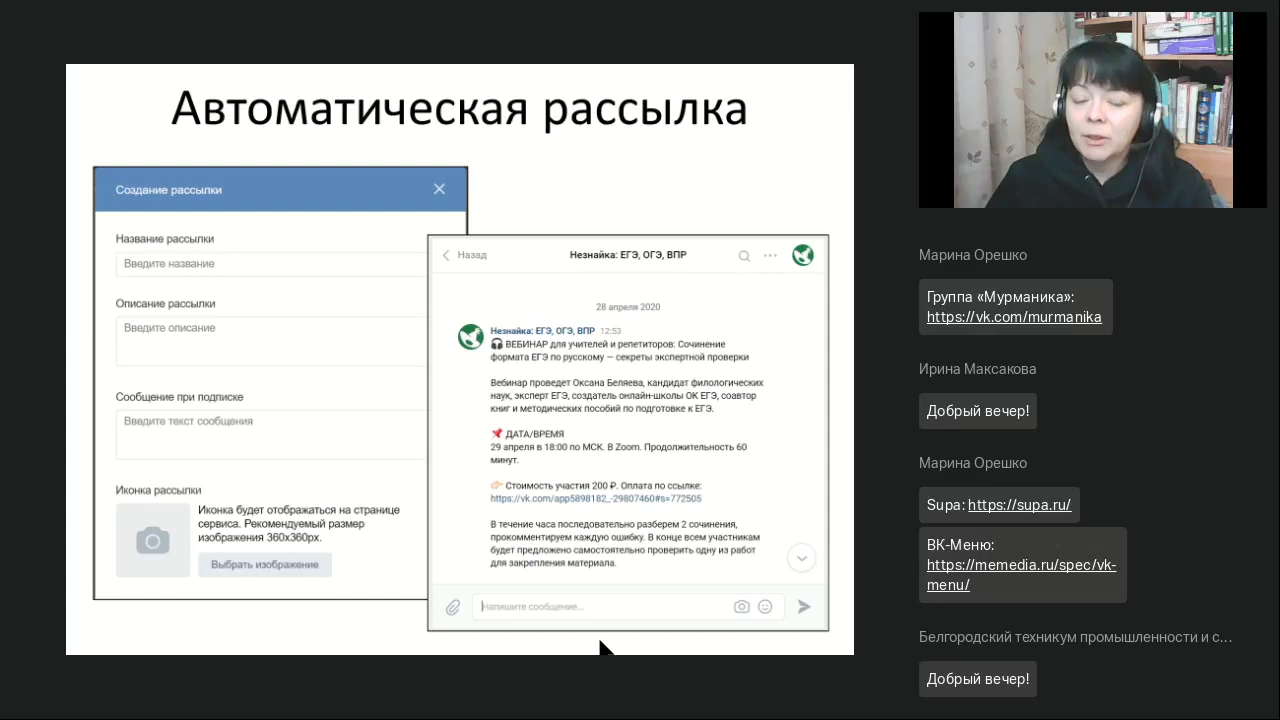 Автоматическая рассылка
Создание рассылки
Название рассылки
Введите название
Описание рассылки
Введите описание
Сообщение при подписке
Введите текст сообщения
Иконка рассылки
Иконка будет отображаться на странице
сервиса. Рекомендуемый размер
изображения 360x360px.
Выбрать изображение
Назад
Незнайка: ЕГЭ, ОГЭ, ВПР
28 апреля 2020
Незнайка: ЕГЭ, ОГЭ, ВПР 12:53
ВЕБИНАР для учителей и репетиторов: Сочинение
формата ЕГЭ по русскому — секреты экспертной проверки
Вебинар проведет Оксана Беляева, кандидат филологических
наук, эксперт ЕГЭ, создатель онлайн-школы ОК ЕГЭ, соавтор
книг и методических пособий по подготовке к ЕГЭ.
ДАТА/ВРЕМЯ
29 апреля в 18:00 по МСК. В Zoom. Продолжительность 60
минут.
Стоимость участия 200 ₽. Оплата по ссылке:
https://vk.com/app5898182_-29807460#s=772505
В течение часа последовательно разберем 2 сочинения,
прокомментируем каждую ошибку. В конце всем участникам
будет предложено самостоятельно проверить одну из работ
для закрепления материала.
Напишите сообщение...
Марина Орешко
Группа «Мурманика»:
https://vk.com/murmanika
Ирина Максакова
Добрый вечер!
Марина Орешко
Supa: https://supa.ru/
ВК-Меню:
https://memedia.ru/spec/vk-
menu/
Белгородский техникум промышленности и с...
Добрый вечер!